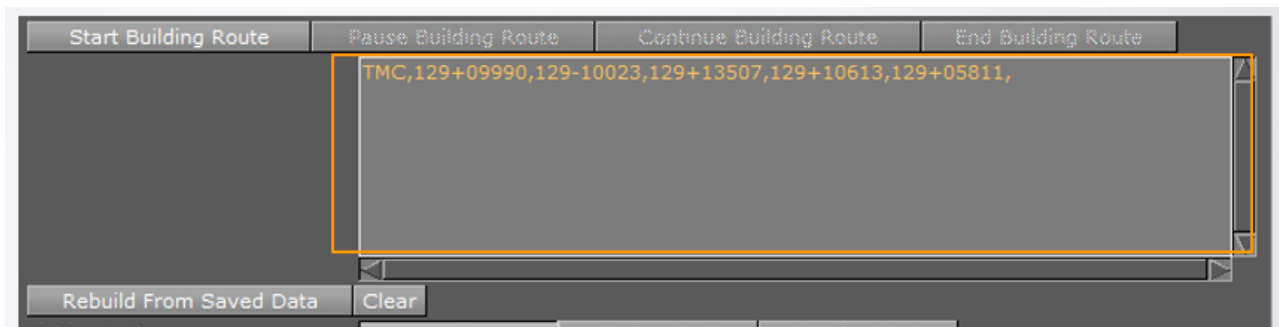 Start Building Route Pause Building Route Continue Building Route End Building Route
TMC,129+09990,129-10023,129+13507,129+10613,129+05811,
Rebuild From Saved Data Clear